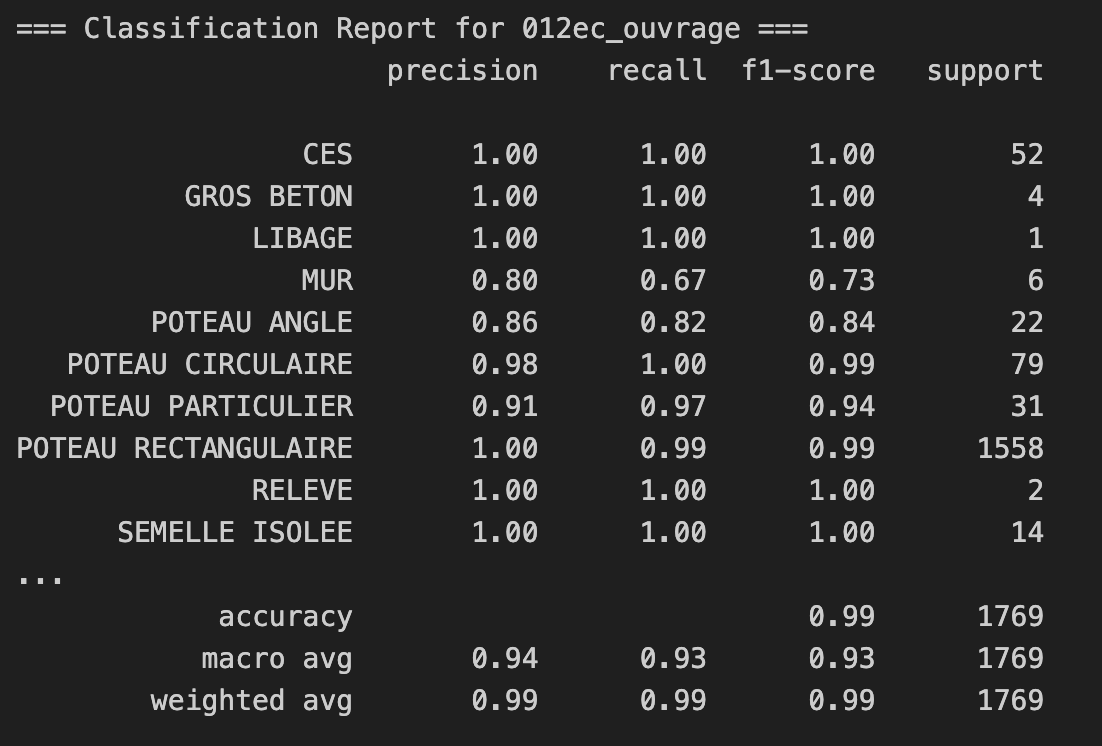 === Classification Report for 012ec_ouvrage ===
precision recall f1-score support
CES 1.00 1.00 1.00 52
GROS BETON 1.00 1.00 1.00 4
LIBAGE 1.00 1.00 1.00 1
MUR 0.80 0.67 0.73 6
POTEAU ANGLE 0.86 0.82 0.84 22
POTEAU CIRCULAIRE 0.98 1.00 0.99 79
POTEAU PARTICULIER 0.91 0.97 0.94 31
POTEAU RECTANGULAIRE 1.00 0.99 0.99 1558
RELEVE 1.00 1.00 1.00 2
SEMELLE ISOLEE 1.00 1.00 1.00 14
...
accuracy 0.99 1769
macro avg 0.94 0.93 0.93 1769
weighted avg 0.99 0.99 0.99 1769